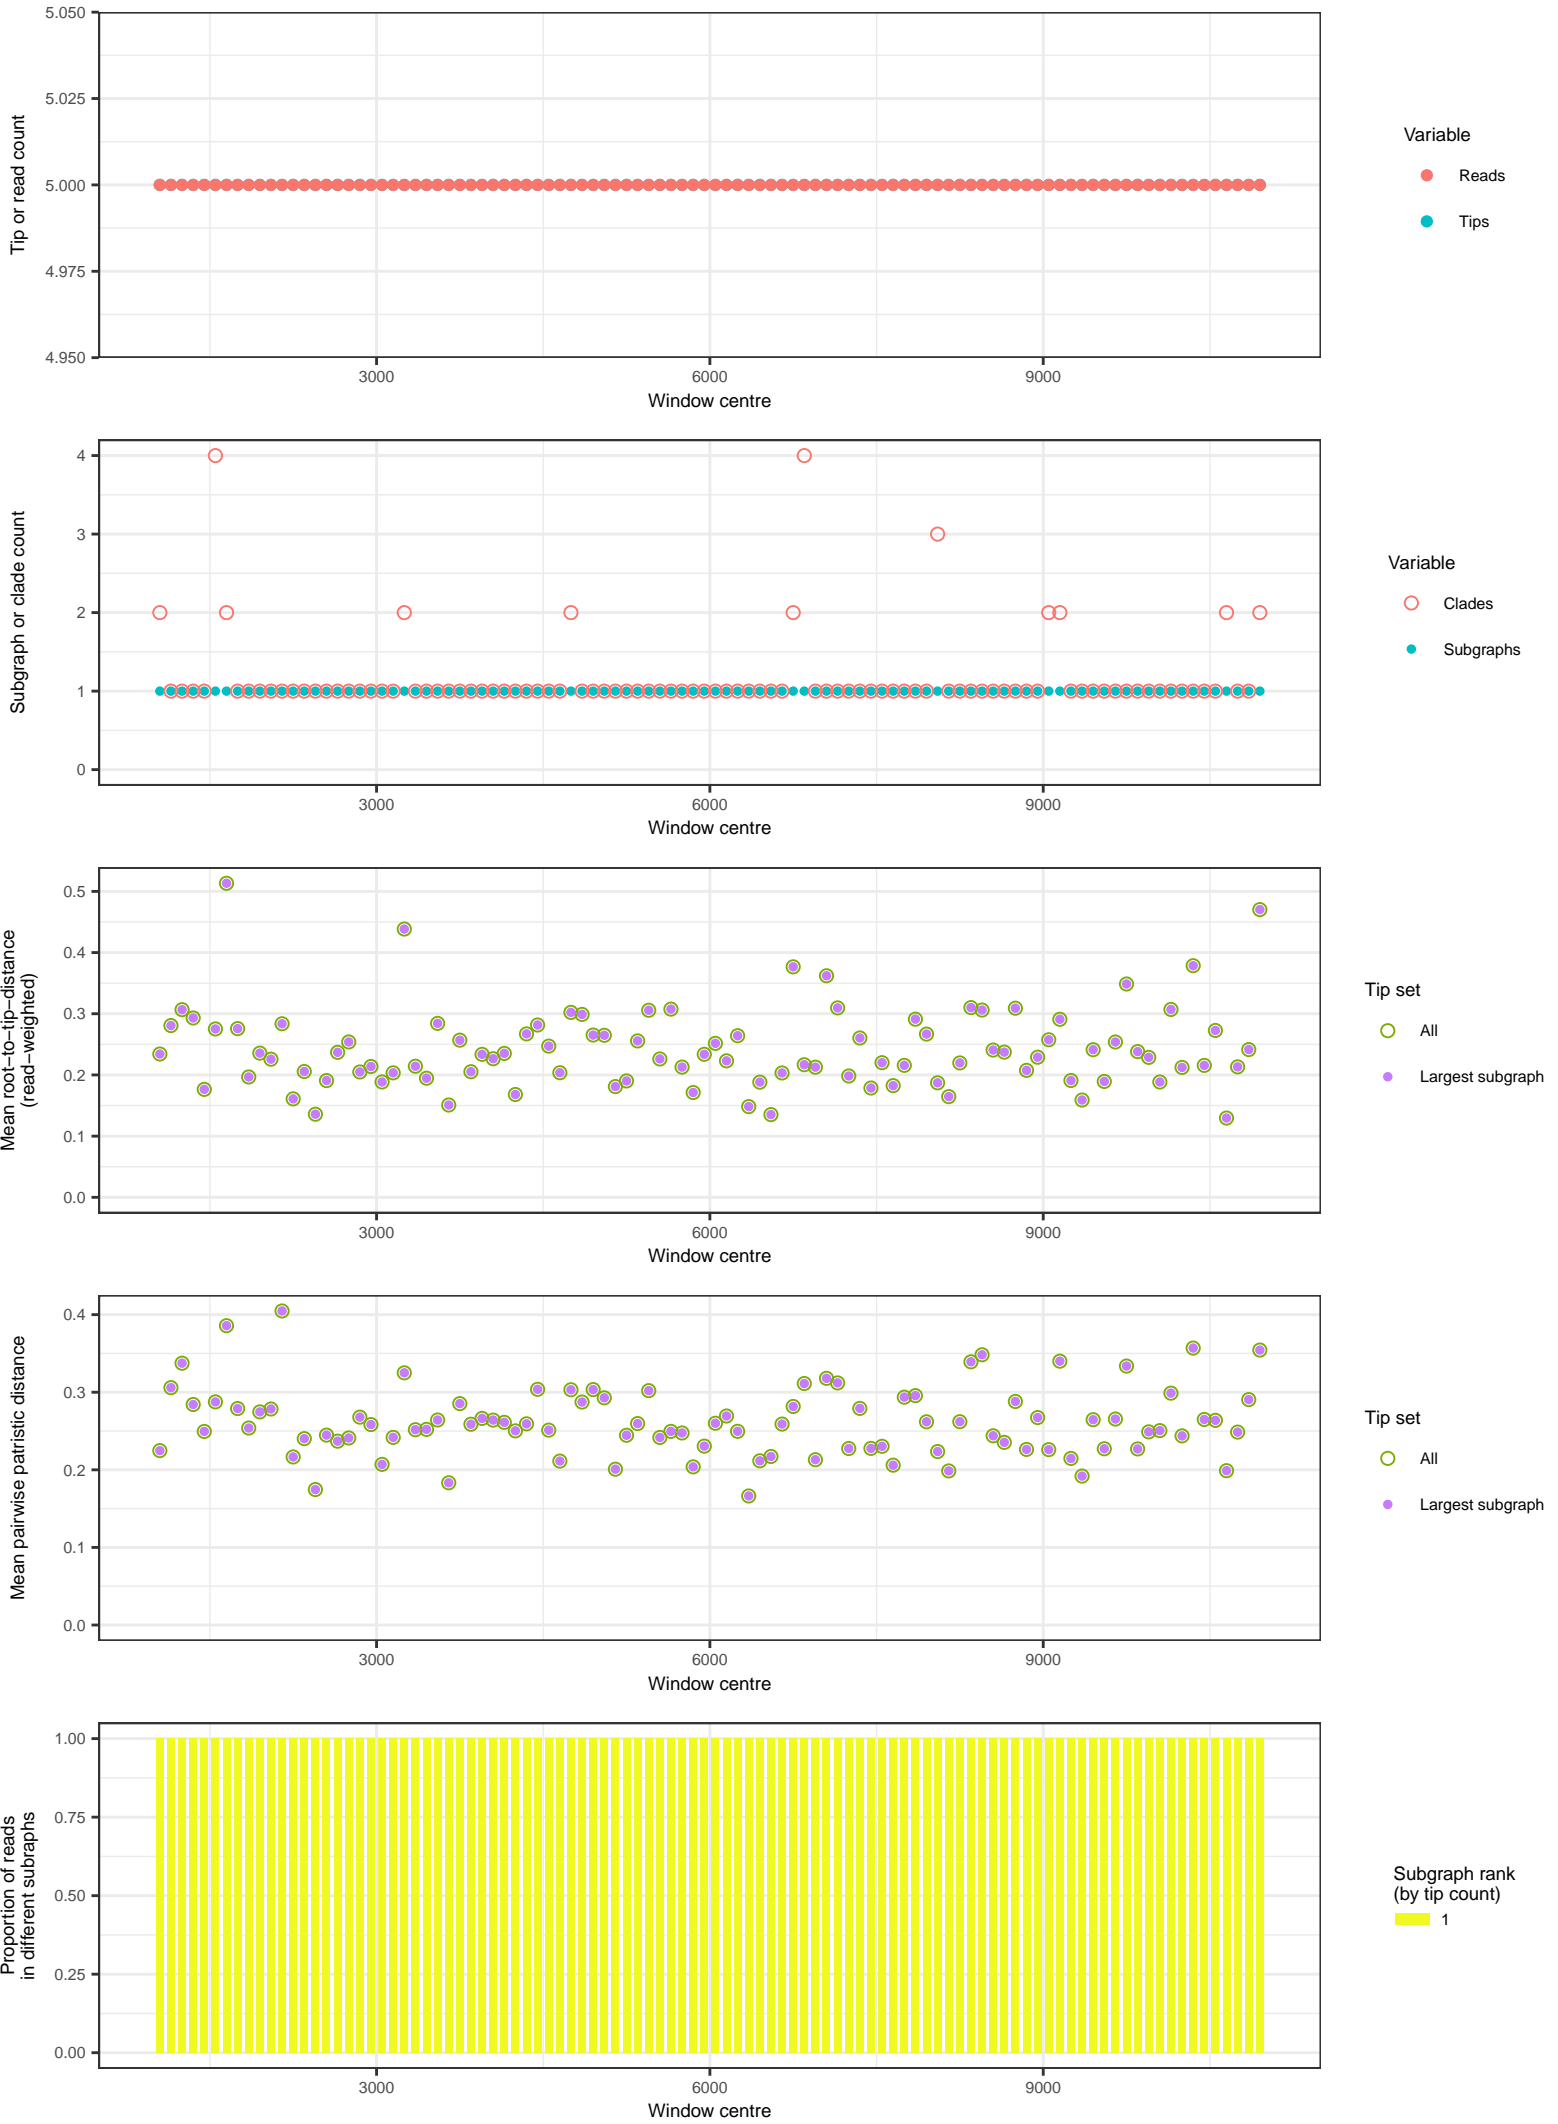 5.050
5.025
5.000
4.975
4.950
Tip or read count
3000
6000
9000
Window centre
Variable
Reads
Tips
4
3
2
1
0
Subgraph or clade count
3000
6000
9000
Window centre
Variable
Clades
Subgraphs
0.5
0.4
0.3
0.2
0.1
0.0
Mean root−to−tip−distance
(read−weighted)
3000
6000
9000
Window centre
Tip set
All
Largest subgraph
0.4
0.3
0.2
0.1
0.0
Mean pairwise patristic distance
3000
6000
9000
Window centre
Tip set
All
Largest subgraph
1.00
0.75
0.50
0.25
0.00
Proportion of reads
in different subraphs
3000
6000
9000
Window centre
Subgraph rank
(by tip count)
1